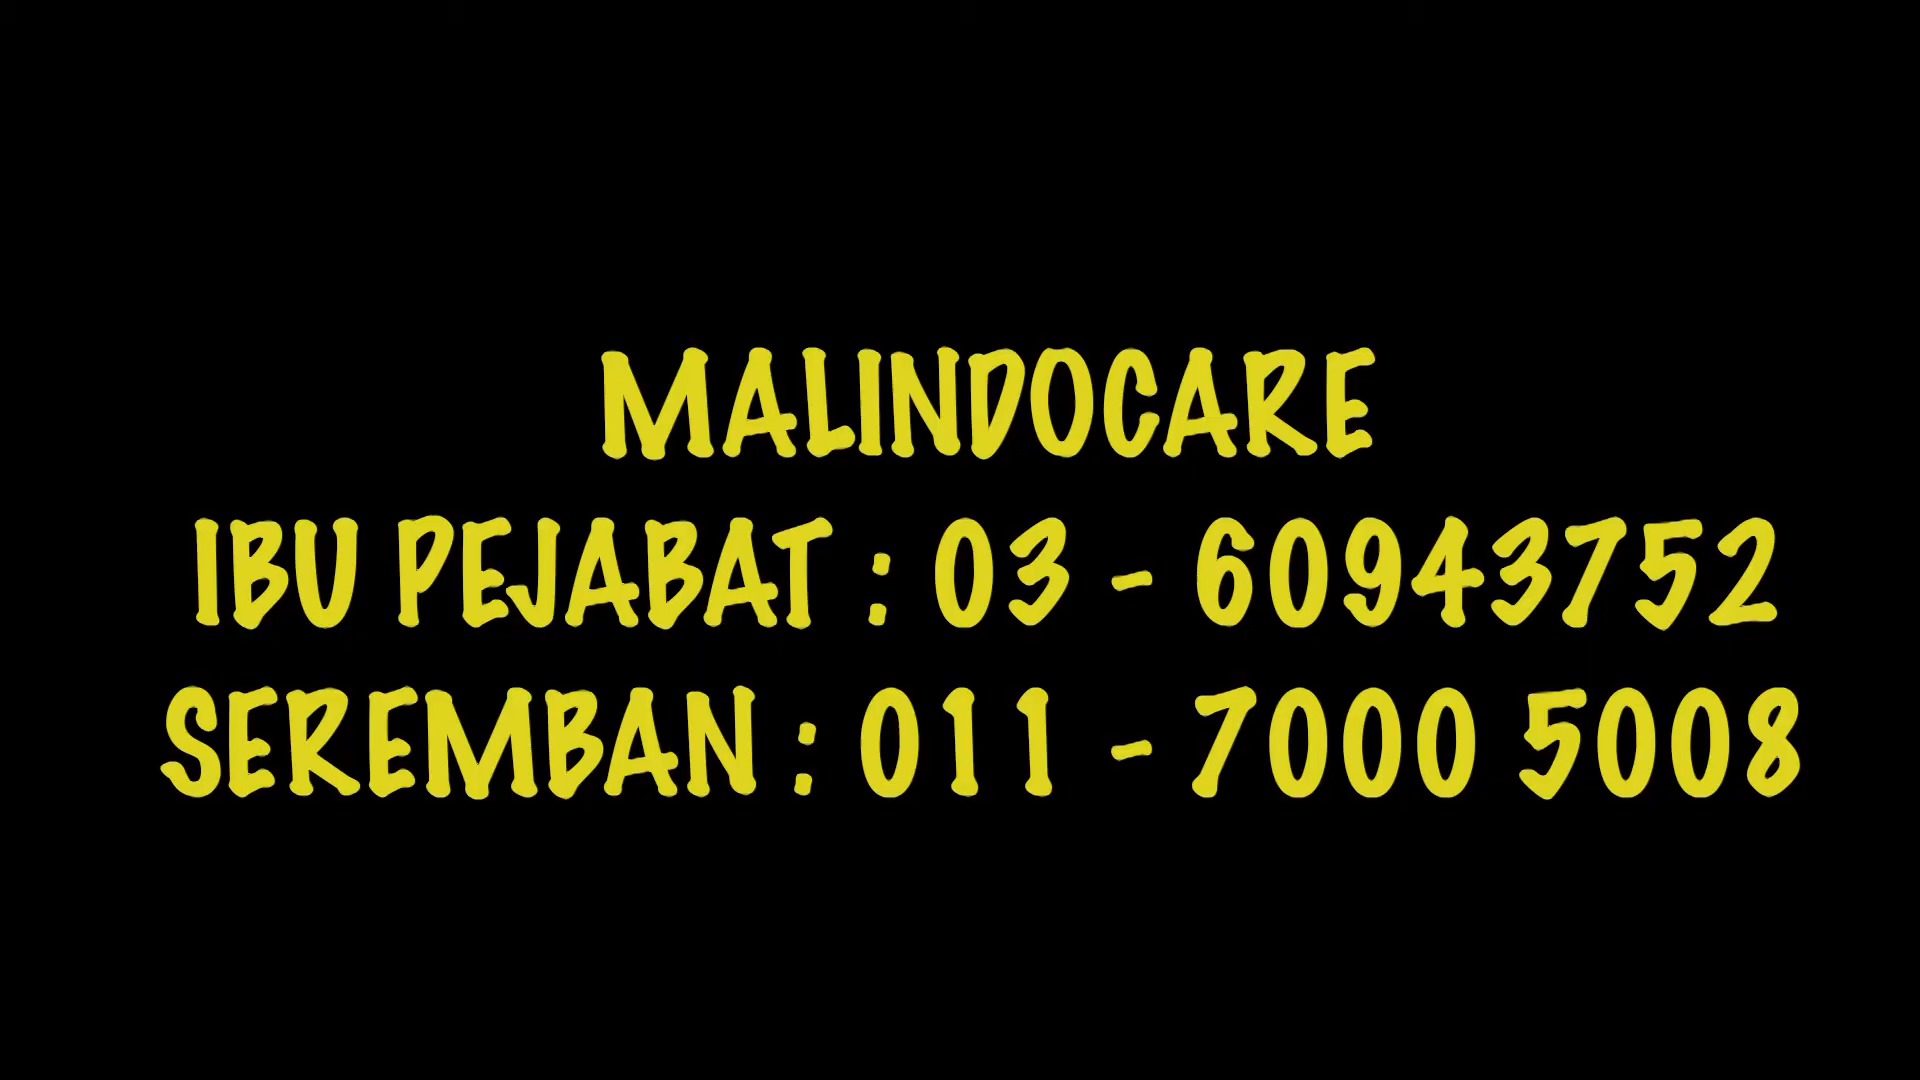 MALINDOCARE
IBU PEJABAT : 03 - 60943752
SEREMBAN : 011 - 7000 5008